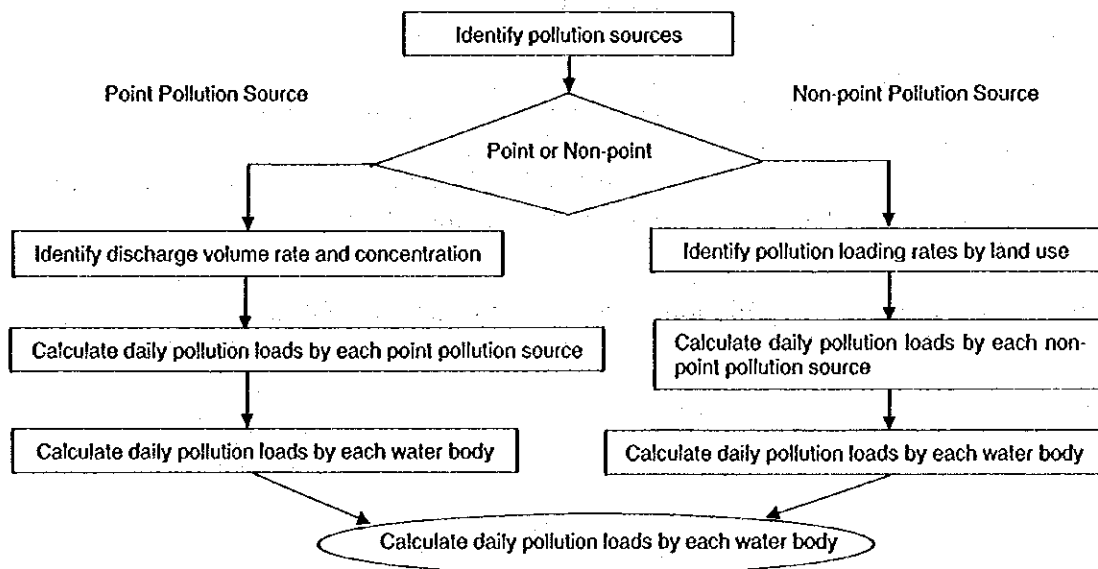 Identify pollution sources
Point Pollution Source
Non-point Pollution Source
Point or Non-point
Identify discharge volume rate and concentration
Identify pollution loading rates by land use
Calculate daily pollution loads by each point pollution source
Calculate daily pollution loads by each non-
point pollution source
Calculate daily pollution loads by each water body
Calculate daily pollution loads by each water body
Calculate daily pollution loads by each water body